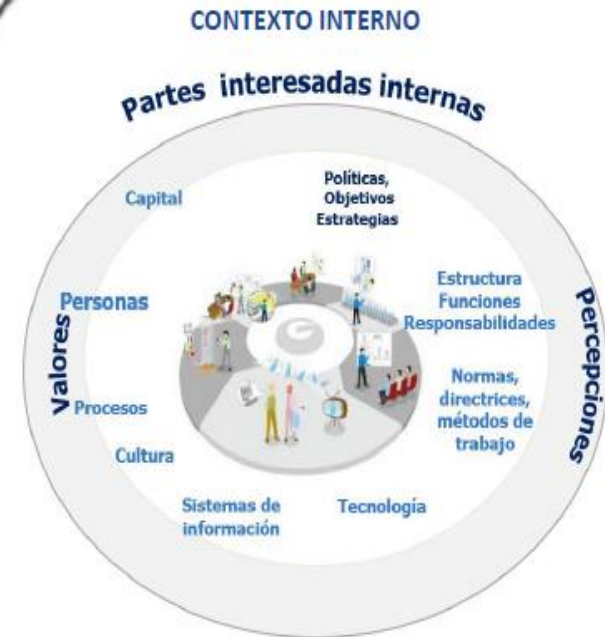 CONTEXTO INTERNO
Partes interesadas internas
Capital
Políticas,
Objetivos
Estrategias
Personas
Estructura
Funciones
Responsabilidades
Valores
Percepciones
Procesos
Normas,
directrices,
métodos de
trabajo
Cultura
Sistemas de
información
Tecnología